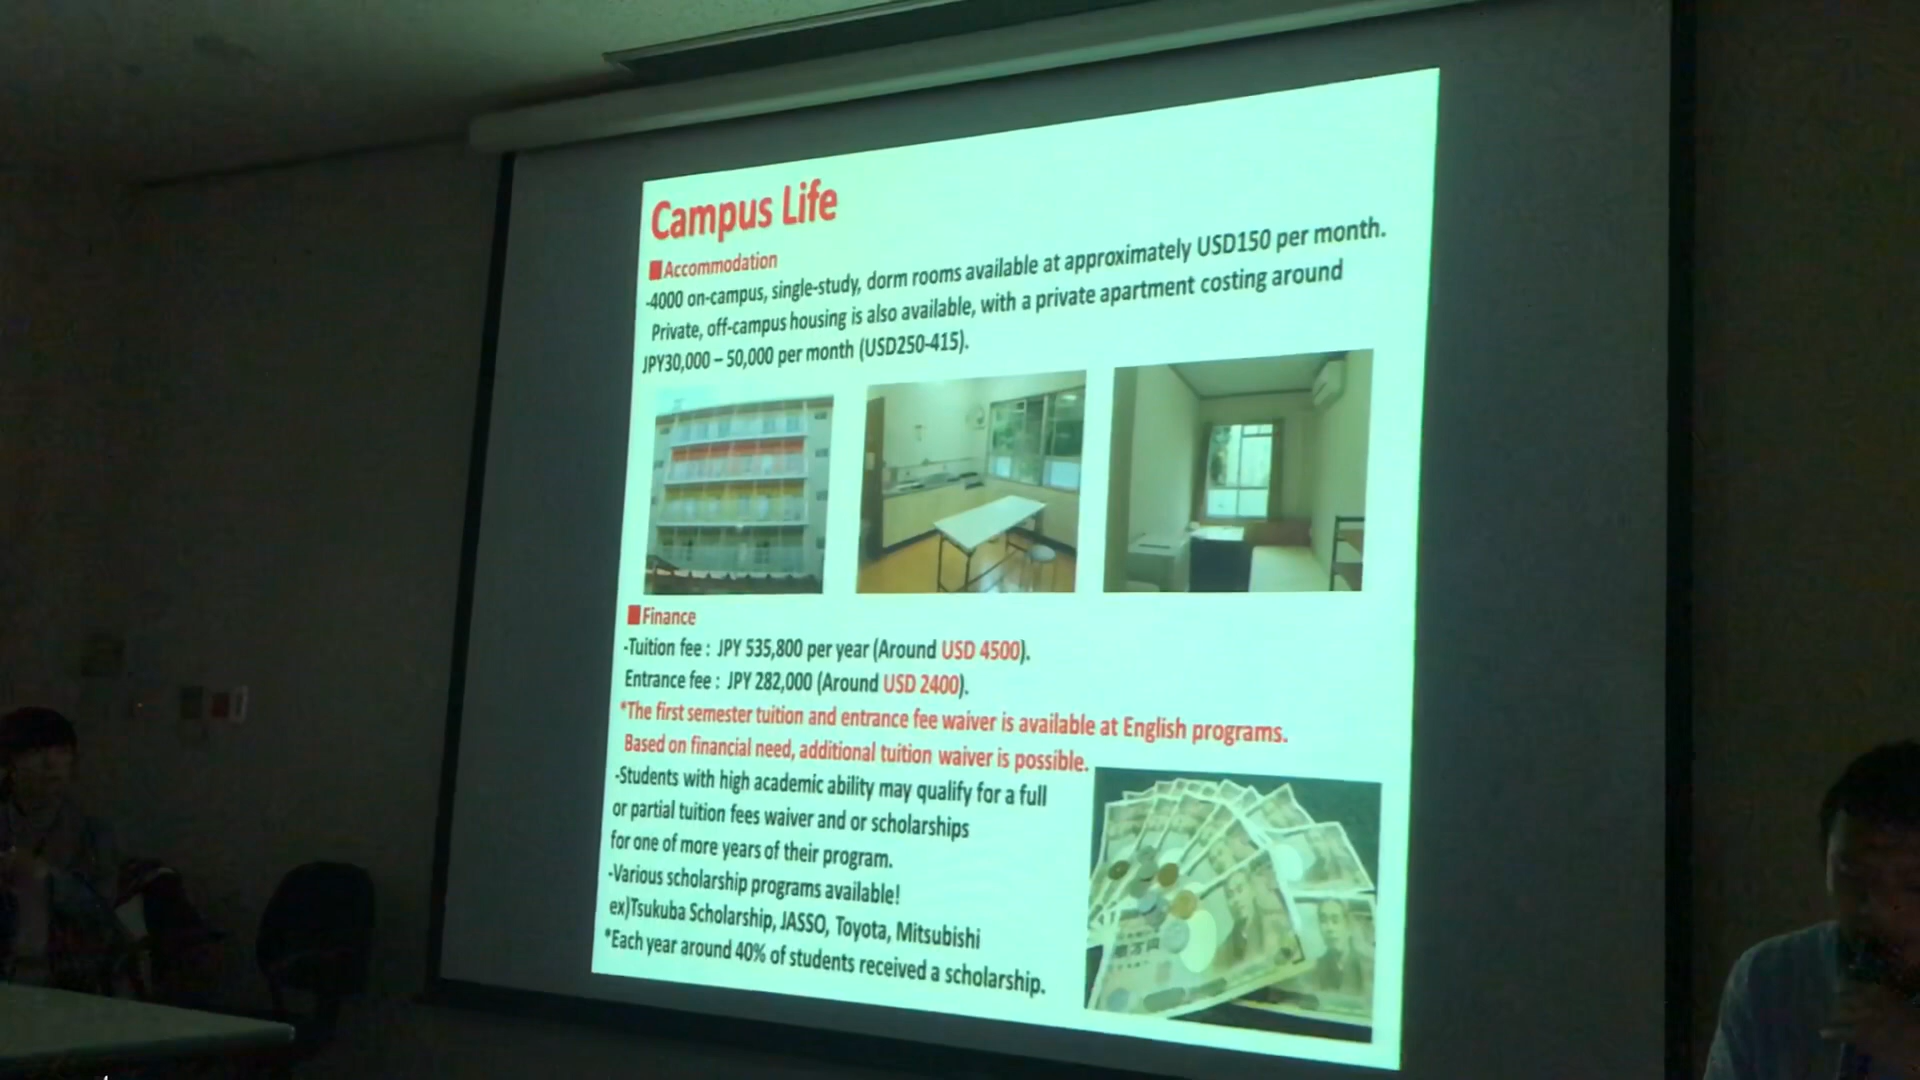 Campus Life
■Accommodation
-4000 on-campus, single-study, dorm rooms available at approximately USD150 per month.
Private, off-campus housing is also available, with a private apartment costing around
JPY30,000 – 50,000 per month (USD250-415).
■Finance
-Tuition fee : JPY 535,800 per year (Around USD 4500).
Entrance fee : JPY 282,000 (Around USD 2400).
*The first semester tuition and entrance fee waiver is available at English programs.
Based on financial need, additional tuition waiver is possible.
-Students with high academic ability may qualify for a full
or partial tuition fees waiver and or scholarships
for one of more years of their program.
-Various scholarship programs available!
ex)Tsukuba Scholarship, JASSO, Toyota, Mitsubishi
*Each year around 40% of students received a scholarship.